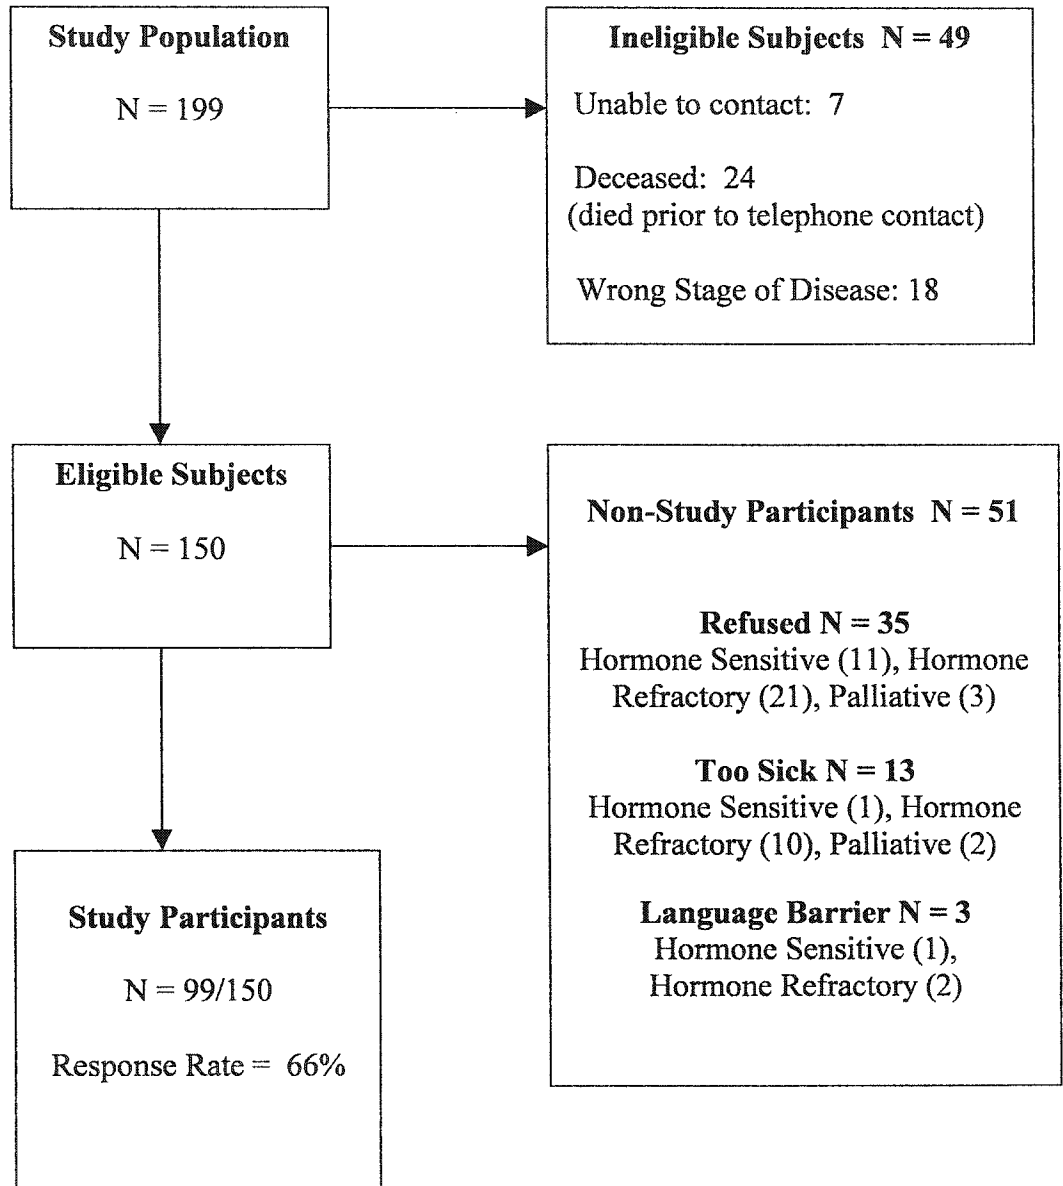 Study Population
N = 199
Ineligible Subjects N = 49
Unable to contact: 7
Deceased: 24
(died prior to telephone contact)
Wrong Stage of Disease: 18
Eligible Subjects
N = 150
Non-Study Participants N = 51
Refused N = 35
Hormone Sensitive (11), Hormone
Refractory (21), Palliative (3)
Too Sick N = 13
Hormone Sensitive (1), Hormone
Refractory (10), Palliative (2)
Language Barrier N = 3
Hormone Sensitive (1),
Hormone Refractory (2)
Study Participants
N = 99/150
Response Rate = 66%